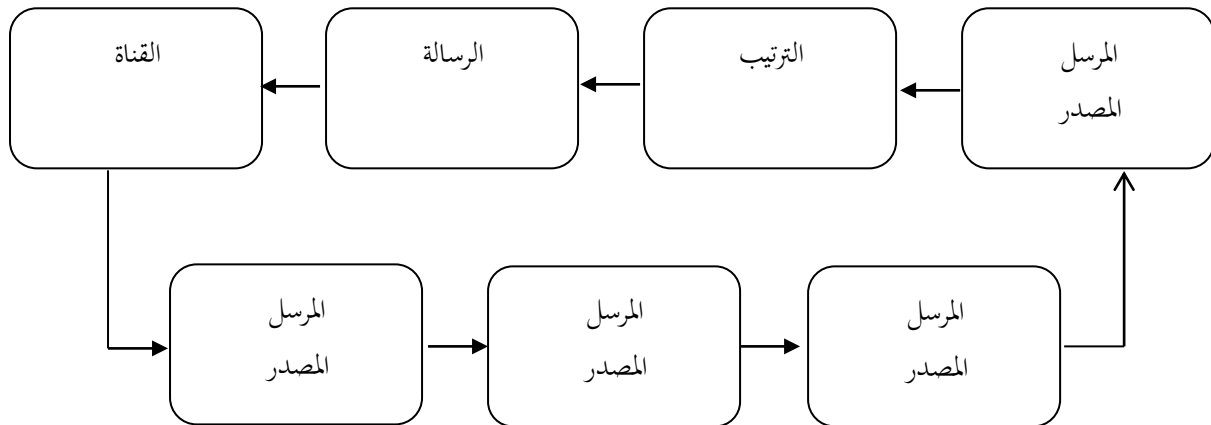 المرسل
المصدر
الترتيب
الرسالة
القناة
المرسل
المصدر
المرسل
المصدر
المرسل
المصدر